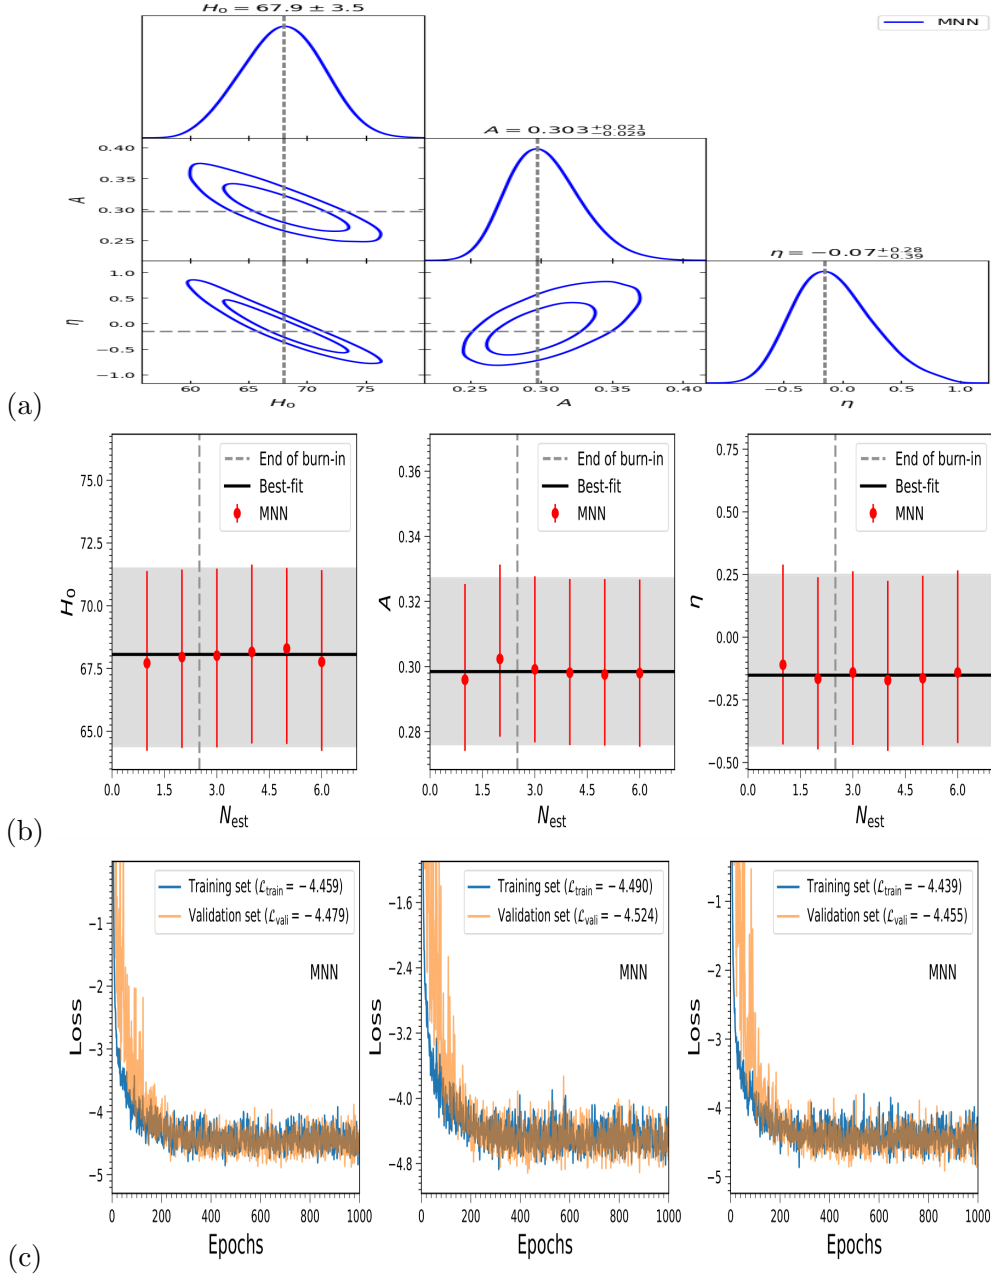 H₀ = 67.9 ± 3.5
MNN
0.40
0.35
0.30
0.25
A
A = 0.303 +0.021 −0.029
1.0
0.5
0.0
−0.5
−1.0
η
η = −0.07 +0.28 −0.39
60 65 70 75
H₀
0.25 0.30 0.35 0.40
A
−0.5 0.0 0.5 1.0
η
(a)
75.0
72.5
70.0
67.5
65.0
H₀
End of burn-in
Best-fit
MNN
0.0 1.5 3.0 4.5 6.0
N_est
0.36
0.34
0.32
0.30
0.28
A
End of burn-in
Best-fit
MNN
0.0 1.5 3.0 4.5 6.0
N_est
0.75
0.50
0.25
0.00
−0.25
−0.50
η
End of burn-in
Best-fit
MNN
0.0 1.5 3.0 4.5 6.0
N_est
(b)
−1
−2
−3
−4
−5
Loss
Training set (ℒ_train = −4.459)
Validation set (ℒ_vali = −4.479)
MNN
0 200 400 600 800 1000
Epochs
−1.6
−2.4
−3.2
−4.0
−4.8
Loss
Training set (ℒ_train = −4.490)
Validation set (ℒ_vali = −4.524)
MNN
0 200 400 600 800 1000
Epochs
−1
−2
−3
−4
−5
Loss
Training set (ℒ_train = −4.439)
Validation set (ℒ_vali = −4.455)
MNN
0 200 400 600 800 1000
Epochs
(c)